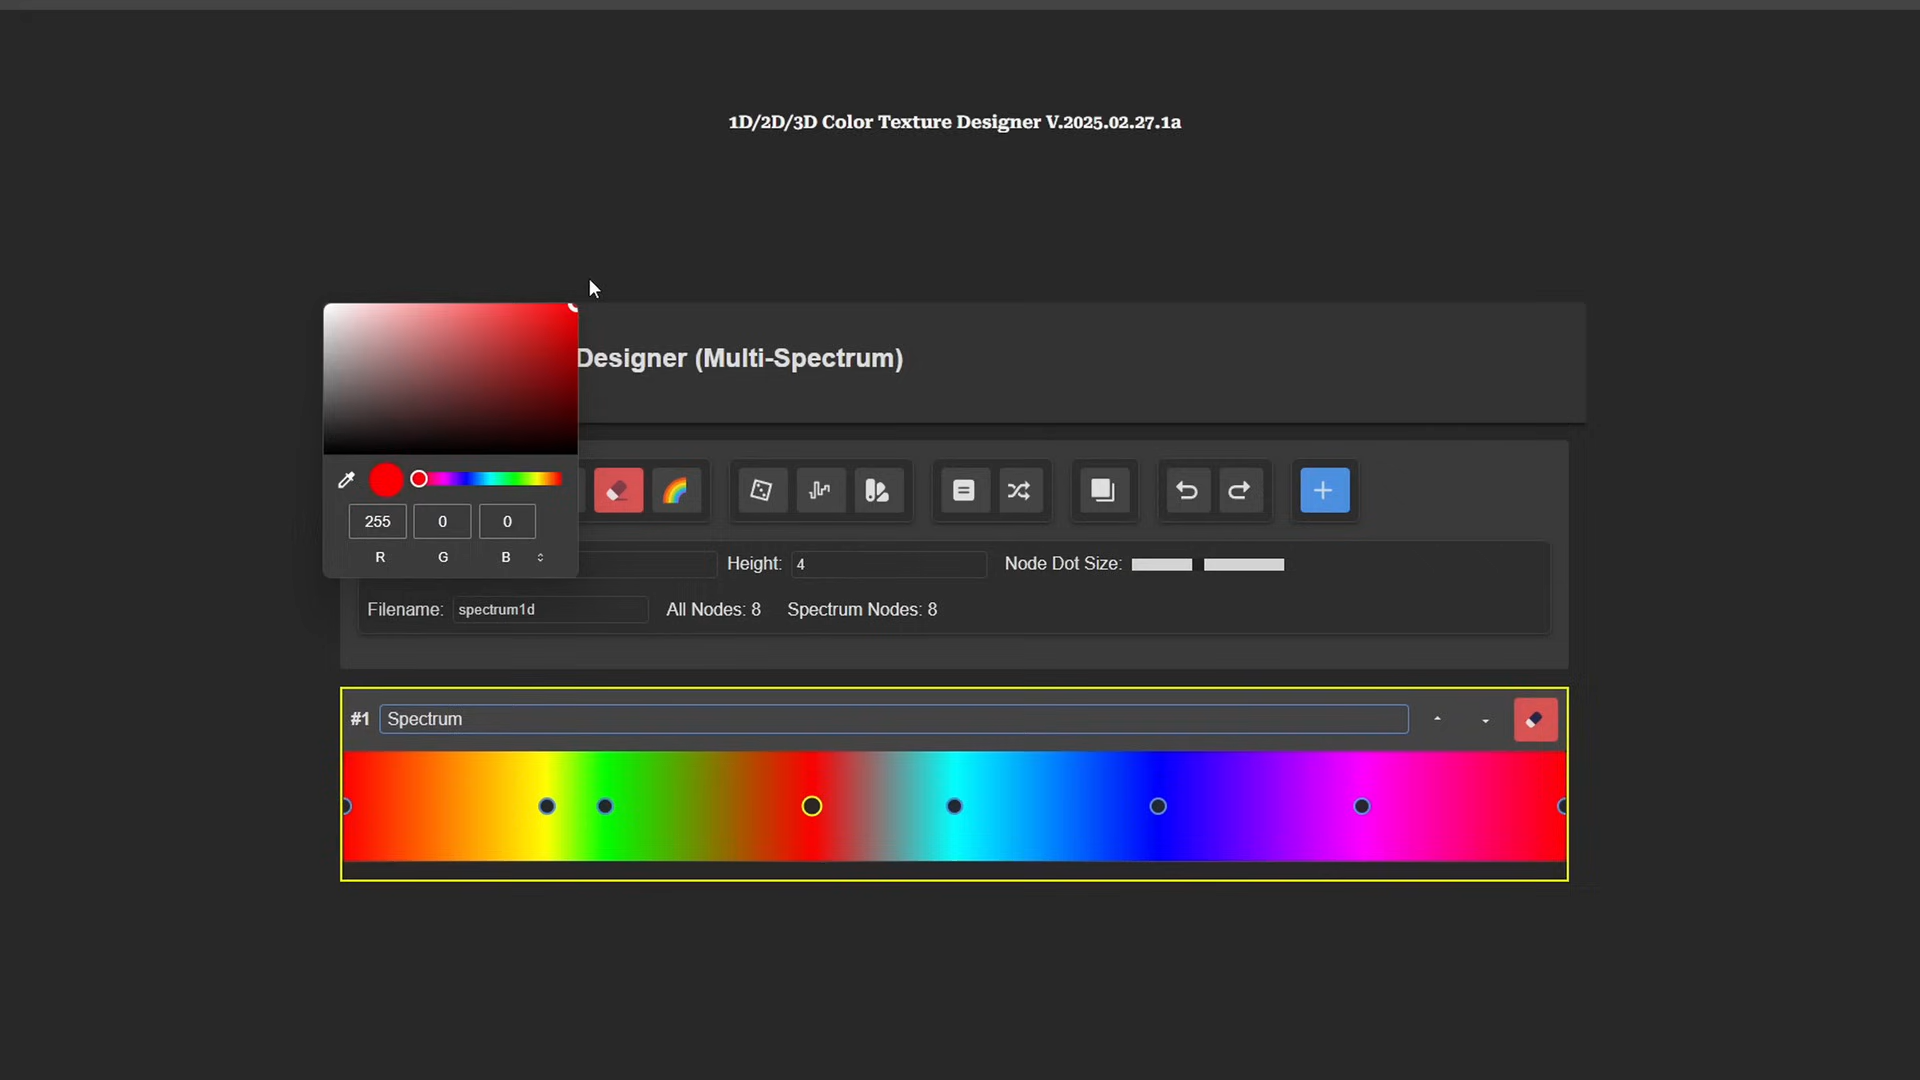 1D/2D/3D Color Texture Designer V.2025.02.27.1a
Designer (Multi-Spectrum)
255 0 0
R G B
Height: 4 Node Dot Size:
Filename: spectrum1d All Nodes: 8 Spectrum Nodes: 8
#1 Spectrum